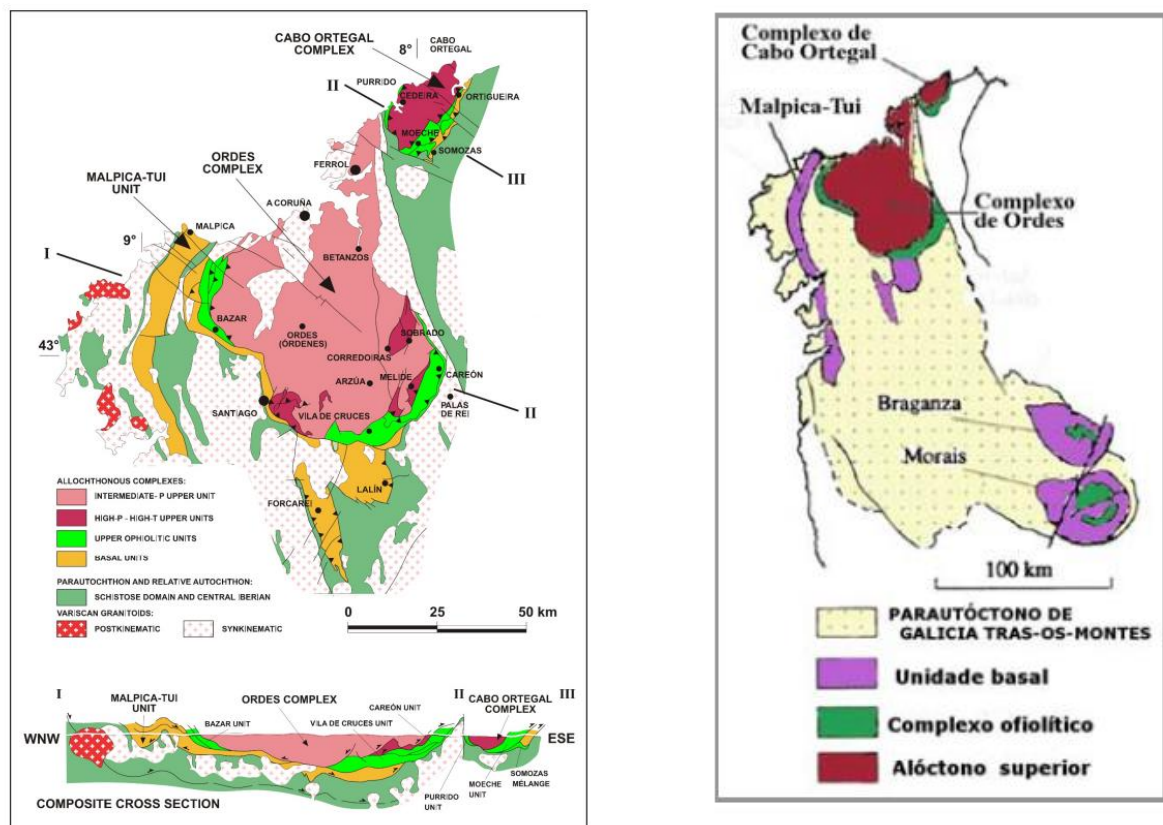 CABO ORTEGAL
COMPLEX
8°
CABO
ORTEGAL
PURRIDO
II
CEDEIRA
ORTIGUEIRA
MOECHE
SOMOZAS
ORDES
COMPLEX
FERROL
III
MALPICA-TUI
UNIT
A CORUÑA
MALPICA
9°
I
BETANZOS
BAZAR
ORDES
(ÓRDENES)
SOBRADO
43°
CORREDOIRAS
ARZÚA
MELIDE
CAREÓN
SANTIAGO
VILA DE CRUCES
PALAS
DE REI
II
LALÍN
FORCAREI
ALLOCHTHONOUS COMPLEXES:
INTERMEDIATE- P UPPER UNIT
HIGH-P - HIGH-T UPPER UNITS
UPPER OPHIOLITIC UNITS
BASAL UNITS
PARAUTOCHTHON AND RELATIVE AUTOCHTHON:
SCHISTOSE DOMAIN AND CENTRAL IBERIAN
VARISCAN GRANITOIDS:
POSTKINEMATIC
SYNKINEMATIC
0 25 50 km
I
MALPICA-TUI
UNIT
ORDES COMPLEX
II
CABO ORTEGAL
COMPLEX
III
BAZAR UNIT
VILA DE CRUCES UNIT
CAREÓN UNIT
WNW
ESE
PURRIDO
UNIT
MOECHE
UNIT
SOMOZAS
MÉLANGE
COMPOSITE CROSS SECTION
Complexo de
Cabo Ortegal
Malpica-Tui
Complexo
de Ordes
Braganza
Morais
100 km
PARAUTÓCTONO DE
GALICIA TRAS-OS-MONTES
Unidade basal
Complexo ofiolítico
Alóctono superior